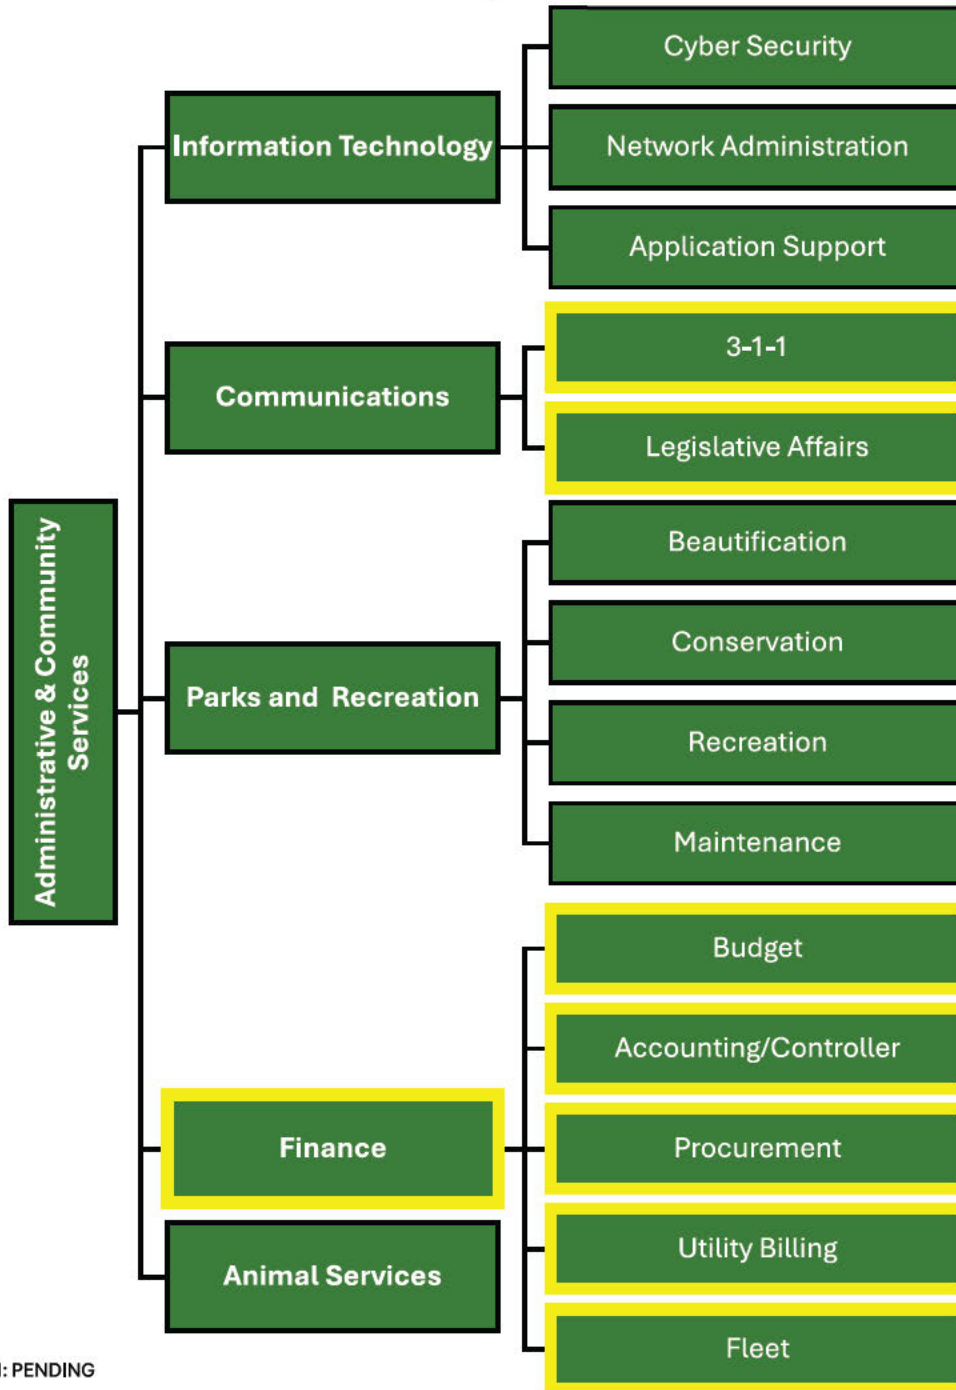 Cyber Security
Information Technology
Network Administration
Application Support
3-1-1
Communications
Legislative Affairs
Administrative & Community
Services
Beautification
Conservation
Parks and Recreation
Recreation
Maintenance
Budget
Accounting/Controller
Finance
Procurement
Utility Billing
Animal Services
Fleet
: PENDING